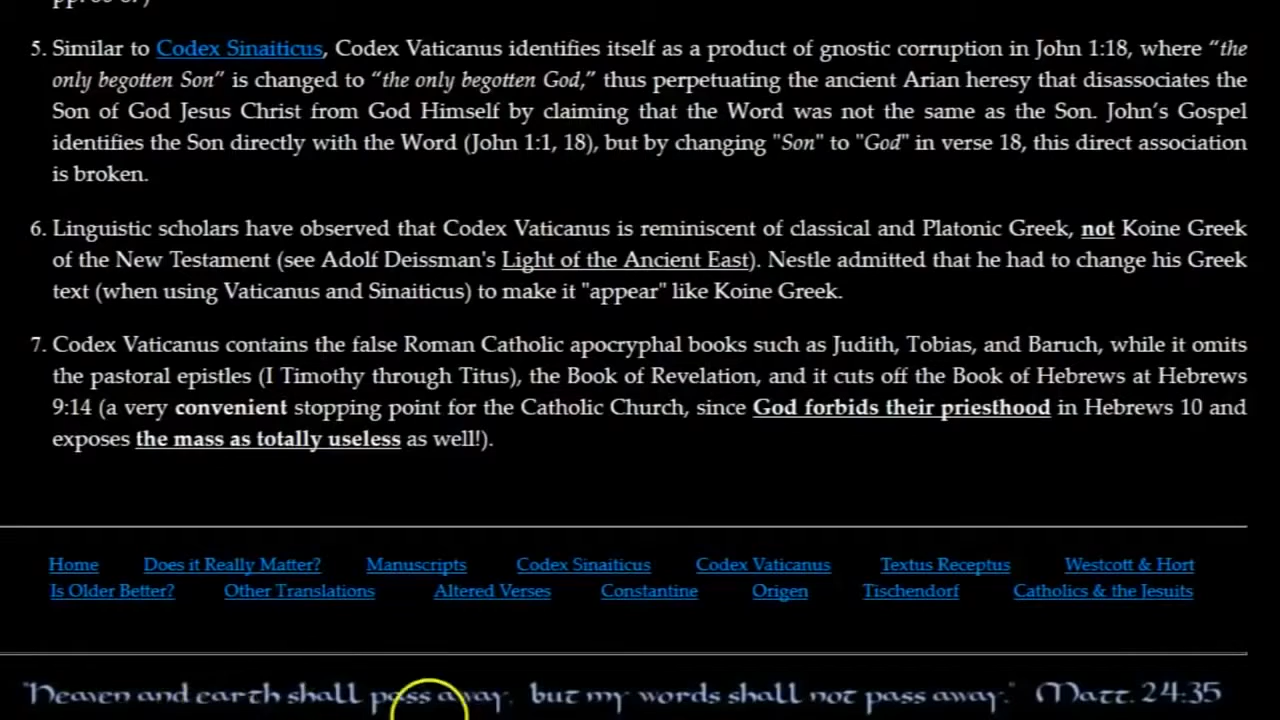 5. Similar to Codex Sinaiticus, Codex Vaticanus identifies itself as a product of gnostic corruption in John 1:18, where “the
only begotten Son” is changed to “the only begotten God,” thus perpetuating the ancient Arian heresy that disassociates the
Son of God Jesus Christ from God Himself by claiming that the Word was not the same as the Son. John’s Gospel
identifies the Son directly with the Word (John 1:1, 18), but by changing "Son" to "God" in verse 18, this direct association
is broken.
6. Linguistic scholars have observed that Codex Vaticanus is reminiscent of classical and Platonic Greek, not Koine Greek
of the New Testament (see Adolf Deissman's Light of the Ancient East). Nestle admitted that he had to change his Greek
text (when using Vaticanus and Sinaiticus) to make it "appear" like Koine Greek.
7. Codex Vaticanus contains the false Roman Catholic apocryphal books such as Judith, Tobias, and Baruch, while it omits
the pastoral epistles (I Timothy through Titus), the Book of Revelation, and it cuts off the Book of Hebrews at Hebrews
9:14 (a very convenient stopping point for the Catholic Church, since God forbids their priesthood in Hebrews 10 and
exposes the mass as totally useless as well!).
Home Does it Really Matter? Manuscripts Codex Sinaiticus Codex Vaticanus Textus Receptus Westcott & Hort
Is Older Better? Other Translations Altered Verses Constantine Origen Tischendorf Catholics & the Jesuits
"Heaven and earth shall pass away, but my words shall not pass away." Matt. 24:35